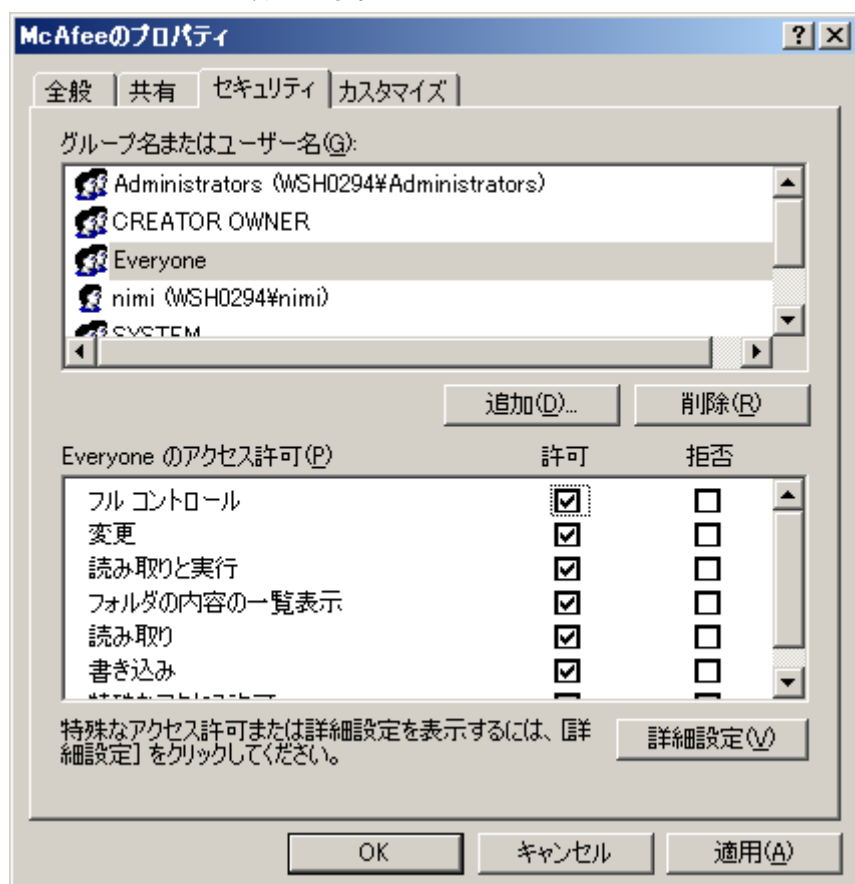 McAfeeのプロパティ
全般 共有 セキュリティ カスタマイズ
グループ名またはユーザー名(G):
Administrators (WSH0294¥Administrators)
CREATOR OWNER
Everyone
nimi (WSH0294¥nimi)
SYSTEM
追加(D)... 削除(R)
Everyone のアクセス許可(P) 許可 拒否
フル コントロール
変更
読み取りと実行
フォルダの内容の一覧表示
読み取り
書き込み
特殊なアクセス許可または詳細設定を表示するには、[詳
細設定] をクリックしてください。
詳細設定(V)
OK キャンセル 適用(A)